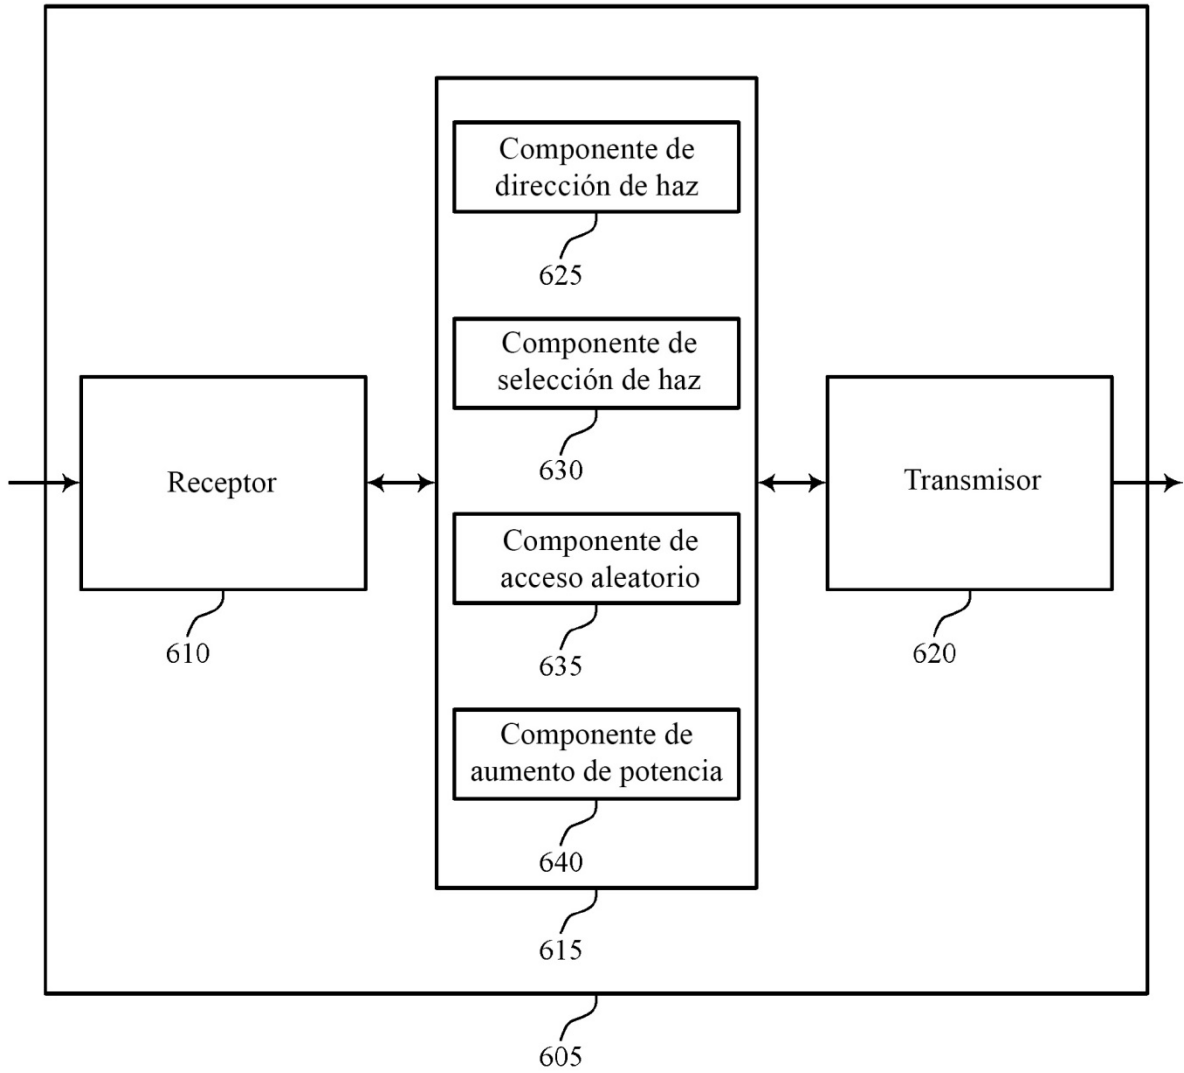 Componente de
dirección de haz
625
Componente de
selección de haz
630
Receptor
610
Componente de
acceso aleatorio
635
Transmisor
620
Componente de
aumento de potencia
640
615
605